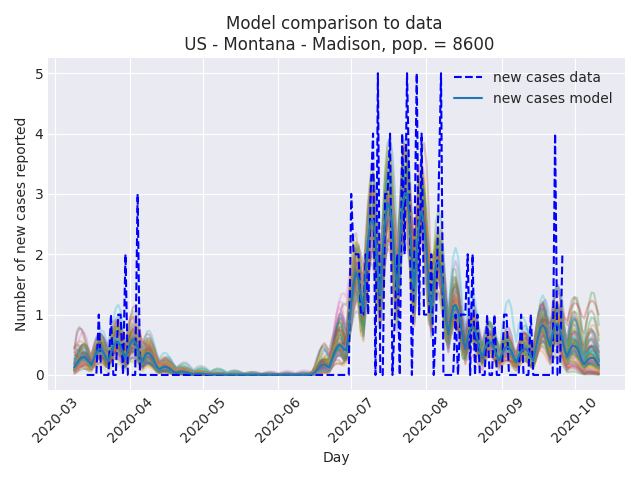 Model comparison to data
US - Montana - Madison, pop. = 8600
new cases data
new cases model
Number of new cases reported
5
4
3
2
1
0
2020-03
2020-04
2020-05
2020-06
2020-07
2020-08
2020-09
2020-10
Day